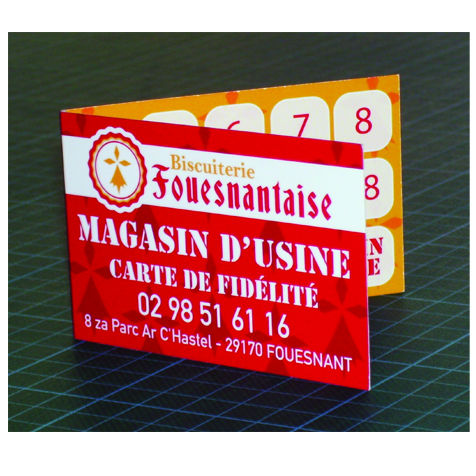 Biscuiterie
Fouesnantaise
MAGASIN D'USINE
CARTE DE FIDÉLITÉ
02 98 51 61 16
8 za Parc Ar C'Hastel - 29170 FOUESNANT
6 7 8
8